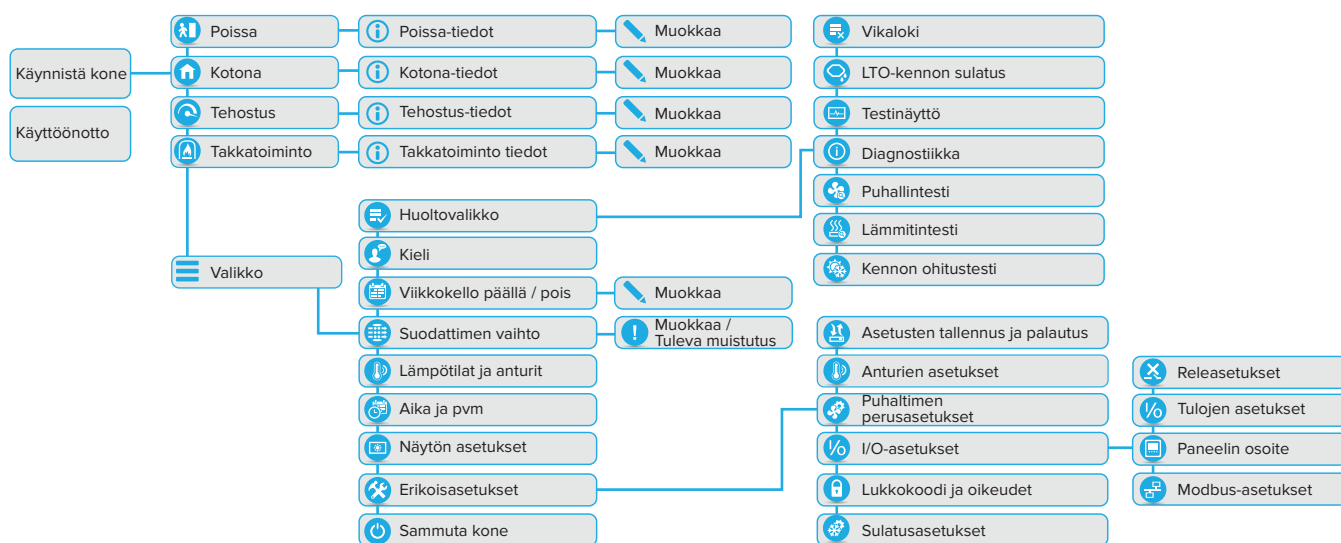 Käynnistä kone
Käyttöönotto
Poissa
Poissa-tiedot
Muokkaa
Kotona
Kotona-tiedot
Muokkaa
Tehostus
Tehostus-tiedot
Muokkaa
Takkatoiminto
Takkatoiminto tiedot
Muokkaa
Valikko
Huoltovalikko
Kieli
Viikkokello päällä / pois
Muokkaa
Suodattimen vaihto
Muokkaa /
Tuleva muistutus
Lämpötilat ja anturit
Aika ja pvm
Näytön asetukset
Erikoisasetukset
Sammuta kone
Vikaloki
LTO-kennon sulatus
Testinäyttö
Diagnostiikka
Puhallintesti
Lämmitintesti
Kennon ohitustesti
Asetusten tallennus ja palautus
Anturien asetukset
Puhaltimen
perusasetukset
I/O-asetukset
Lukkokoodi ja oikeudet
Sulatusasetukset
Releasetukset
Tulojen asetukset
Paneelin osoite
Modbus-asetukset